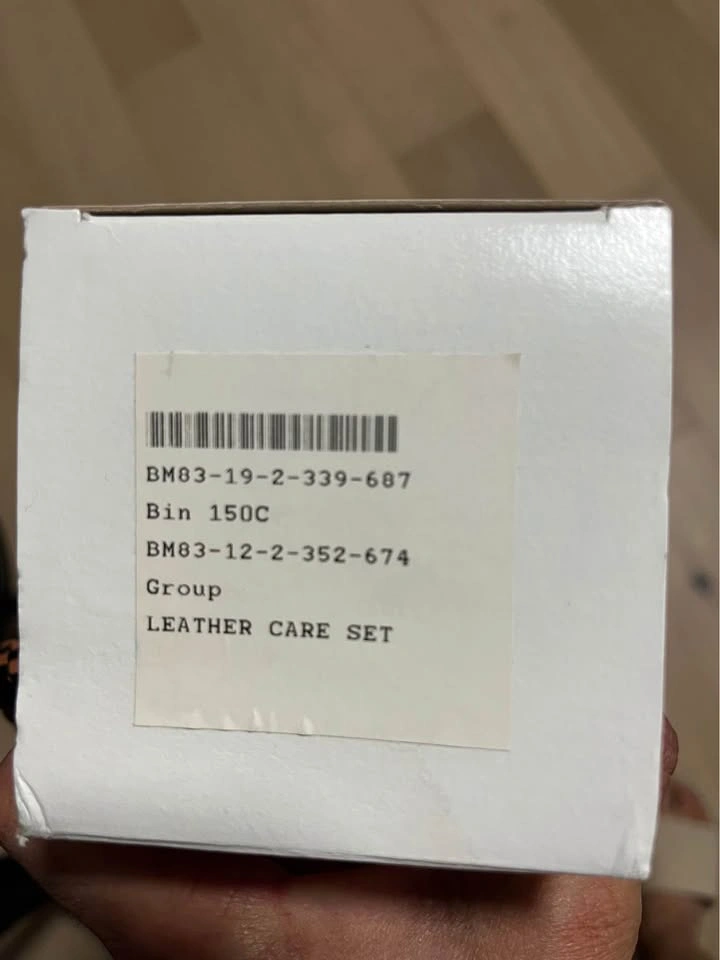 BM83-19-2-339-687
Bin 150C
BM83-12-2-352-674
Group
LEATHER CARE SET